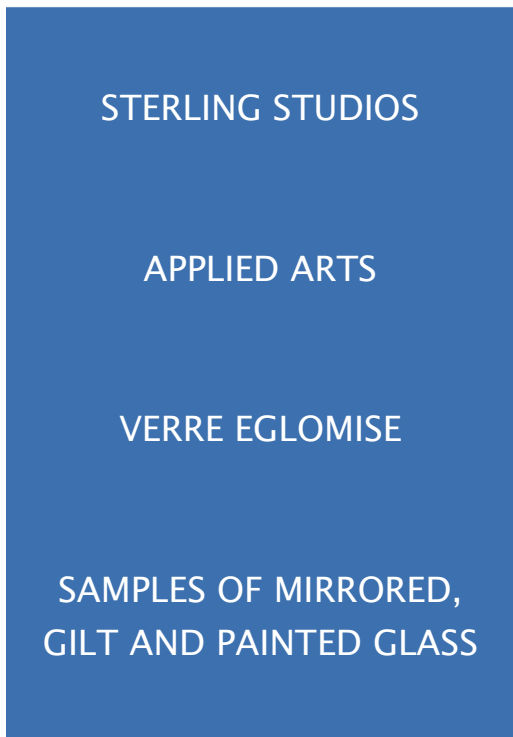 STERLING STUDIOS
APPLIED ARTS
VERRE EGLOMISE
SAMPLES OF MIRRORED,
GILT AND PAINTED GLASS